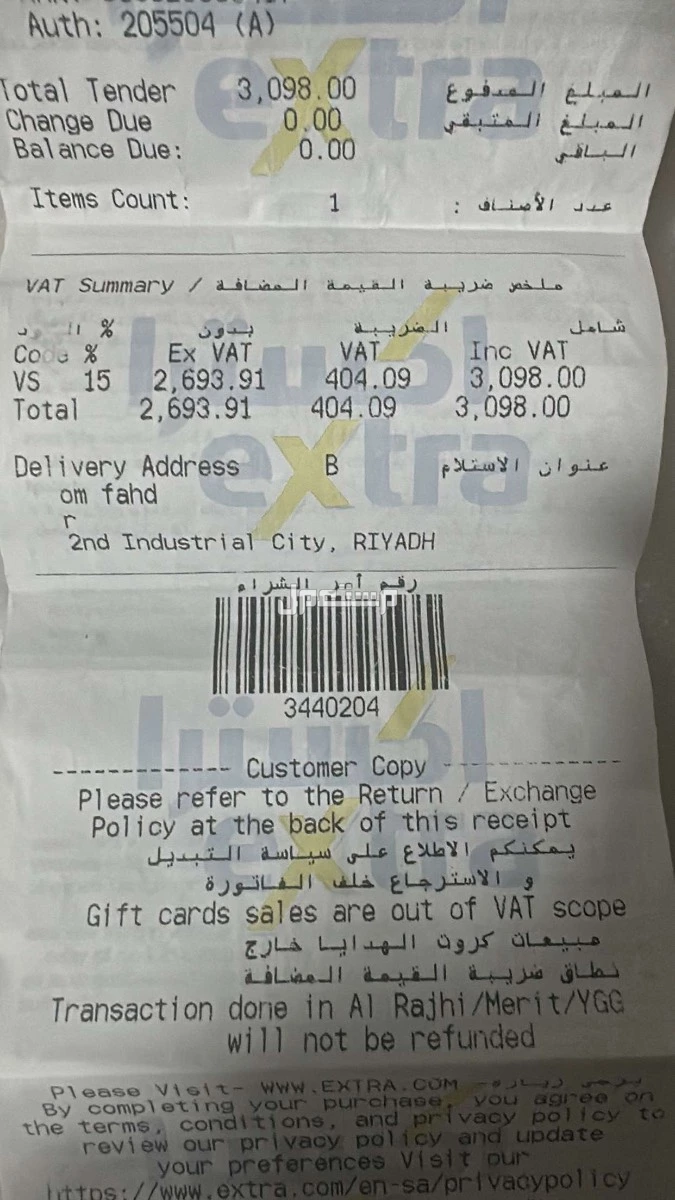 Auth: 205504 (A)
Total Tender 3,098.00 المبلغ المدفوع
Change Due 0.00 المبلغ المتبقي
Balance Due: 0.00 الباقي
Items Count: 1 عدد الأصناف :
VAT Summary / ملخص ضريبة القيمة المضافة
% بدون الضريبة شامل
Code % Ex VAT VAT Inc VAT
VS 15 2,693.91 404.09 3,098.00
Total 2,693.91 404.09 3,098.00
Delivery Address B عنوان الاستلام
om fahd
r
2nd Industrial City, RIYADH
رقم أمر الشراء
3440204
------------- Customer Copy -------------
Please refer to the Return / Exchange
Policy at the back of this receipt
يمكنكم الاطلاع على سياسة التبديل
و الاسترجاع خلف الفاتورة
Gift cards sales are out of VAT scope
مبيعات كروت الهدايا خارج
نطاق ضريبة القيمة المضافة
Transaction done in Al Rajhi/Merit/YGG
will not be refunded
Please Visit- WWW.EXTRA.COM -يرجى زيارة
By completing your purchase, you agree on
the terms, conditions, and privacy policy to
review our privacy policy and update
your preferences Visit our
https://www.extra.com/en-sa/privacypolicy